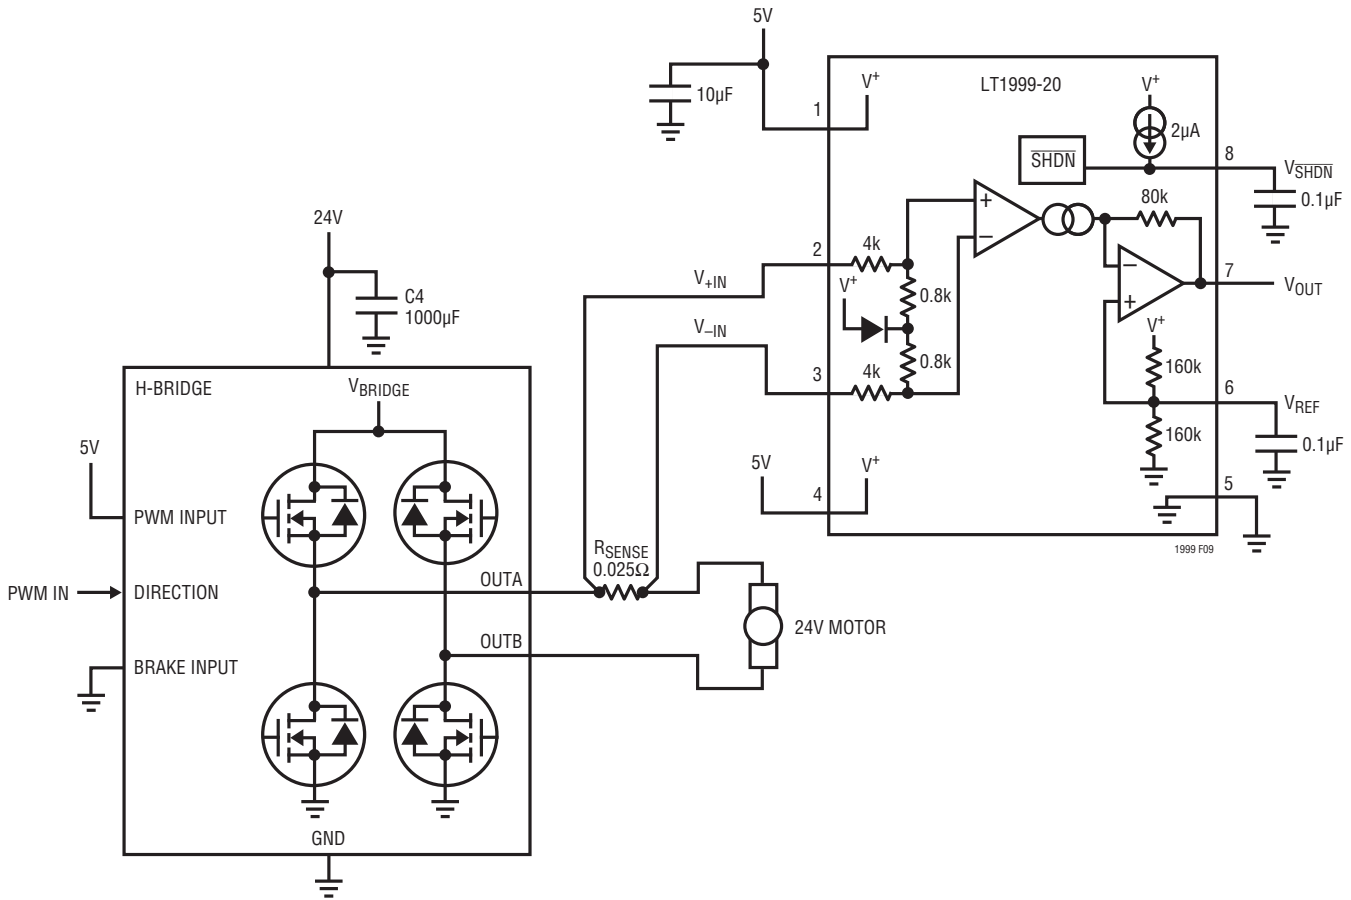 5V
10µF
1
V+
LT1999-20
V+
2µA
SHDN
8
VSHDN
0.1µF
80k
24V
C4
1000µF
V+IN
2
4k
V+
0.8k
0.8k
V–IN
3
4k
+
–
–
+
7
VOUT
V+
160k
160k
6
VREF
0.1µF
5V
4
V+
5
1999 F09
H-BRIDGE
VBRIDGE
5V
PWM INPUT
PWM IN
DIRECTION
BRAKE INPUT
OUTA
OUTB
GND
RSENSE
0.025Ω
24V MOTOR